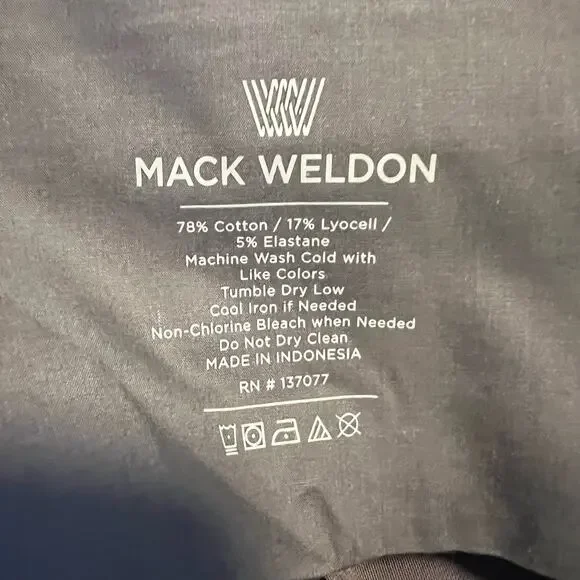 MACK WELDON
78% Cotton / 17% Lyocell /
5% Elastane
Machine Wash Cold with
Like Colors
Tumble Dry Low
Cool Iron if Needed
Non-Chlorine Bleach when Needed
Do Not Dry Clean
MADE IN INDONESIA
RN # 137077